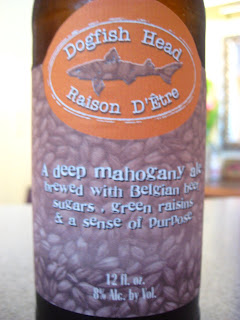 Dogfish Head
Raison D'Être
A deep mahogany ale
brewed with Belgian beet
sugars., green raisins
& a sense of purpose
12 fl. oz.
8% Alc. by Vol.